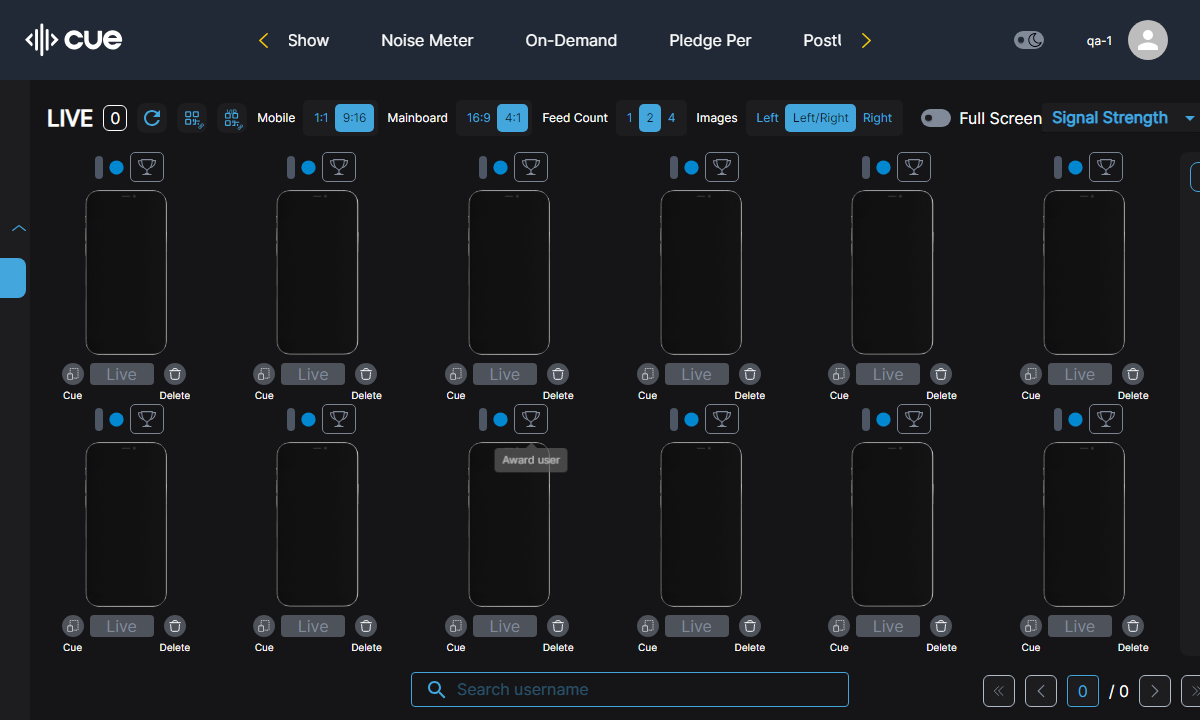 cue
Show Noise Meter On-Demand Pledge Per
qa-1
LIVE 0 Mobile 1:1 9:16 Mainboard 16:9 4:1 Feed Count 1 2 4 Images Left Left/Right Right Full Screen Signal Strength
Live Live Live Live Live Live
Cue Delete Cue Delete Cue Delete Cue Delete Cue Delete Cue Delete
Award user
Live Live Live Live Live Live
Cue Delete Cue Delete Cue Delete Cue Delete Cue Delete Cue Delete
Search username
0 / 0